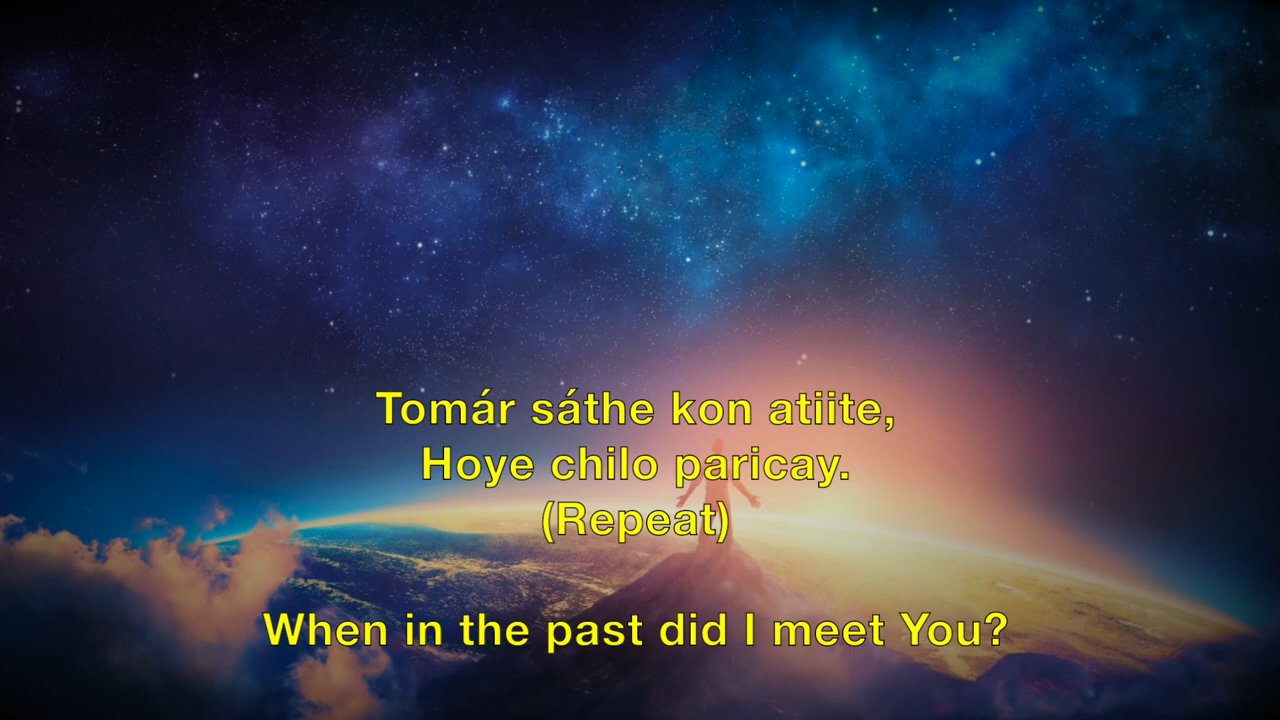 Tomár sáthe kon atiite,
Hoye chilo paricay.
(Repeat)
When in the past did I meet You?